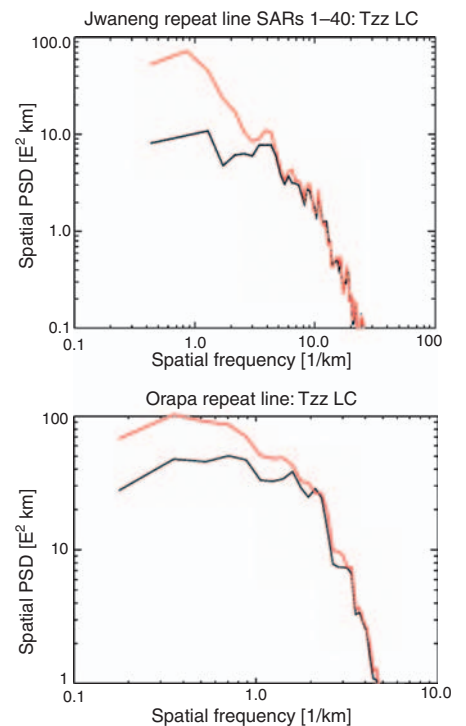 Jwaneng repeat line SARs 1–40: Tzz LC
Spatial PSD [E² km]
100.0
10.0
1.0
0.1
0.1 1.0 10.0 100
Spatial frequency [1/km]
Orapa repeat line: Tzz LC
Spatial PSD [E² km]
100
10
1
0.1 1.0 10.0
Spatial frequency [1/km]